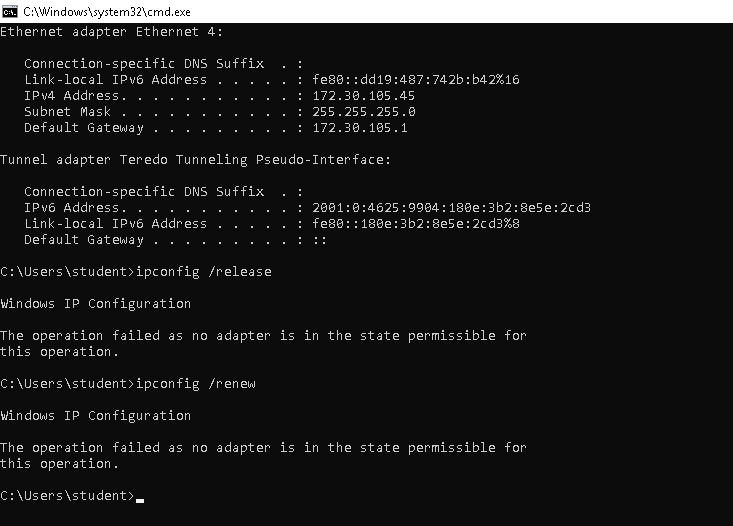 C:\Windows\system32\cmd.exe
Ethernet adapter Ethernet 4:
Connection-specific DNS Suffix  . :
Link-local IPv6 Address . . . . . : fe80::dd19:487:742b:b42%16
IPv4 Address. . . . . . . . . . . : 172.30.105.45
Subnet Mask . . . . . . . . . . . : 255.255.255.0
Default Gateway . . . . . . . . . : 172.30.105.1
Tunnel adapter Teredo Tunneling Pseudo-Interface:
Connection-specific DNS Suffix  . :
IPv6 Address. . . . . . . . . . . : 2001:0:4625:9904:180e:3b2:8e5e:2cd3
Link-local IPv6 Address . . . . . : fe80::180e:3b2:8e5e:2cd3%8
Default Gateway . . . . . . . . . : ::
C:\Users\student>ipconfig /release
Windows IP Configuration
The operation failed as no adapter is in the state permissible for
this operation.
C:\Users\student>ipconfig /renew
Windows IP Configuration
The operation failed as no adapter is in the state permissible for
this operation.
C:\Users\student>